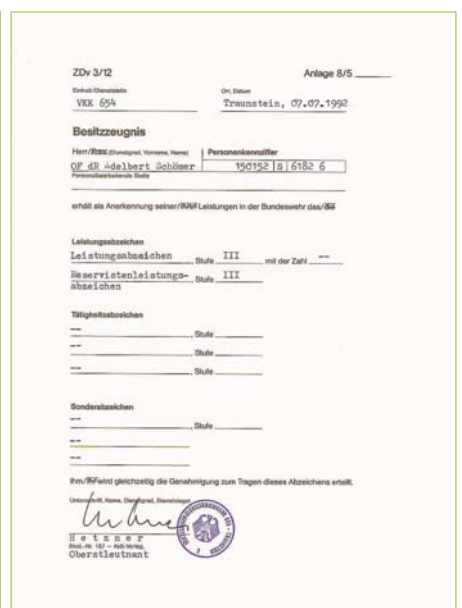 ZDv 3/12
Anlage 8/5
Einheit/Dienststelle
Ort, Datum
VKK 654
Traunstein, 07.07.1992
Besitzzeugnis
Herr/Frau (Dienstgrad, Vorname, Name)
Personenkennziffer
OF dR Adelbert Schömer
150152 S 6182 6
Personalbearbeitende Stelle
erhält als Anerkennung seiner/ihrer Leistungen in der Bundeswehr das/die
Leistungsabzeichen
Leistungsabzeichen , Stufe III mit der Zahl --
Reservistenleistungs- , Stufe III
abzeichen
Tätigkeitsabzeichen
-- , Stufe
-- , Stufe
-- , Stufe
Sonderabzeichen
-- , Stufe
--
--
Ihm/Ihr wird gleichzeitig die Genehmigung zum Tragen dieses Abzeichens erteilt.
Unterschrift, Name, Dienstgrad, Dienstsiegel
Hetzner
Best.-Nr. 187 –
Oberstleutnant